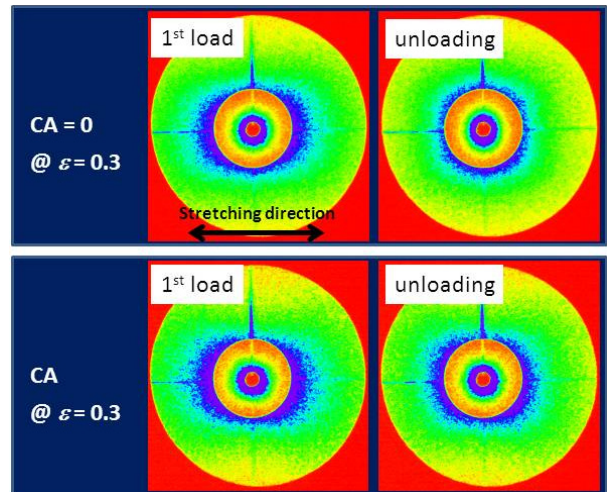 1st load
unloading
CA = 0
@ ε = 0.3
Stretching direction
1st load
unloading
CA
@ ε = 0.3